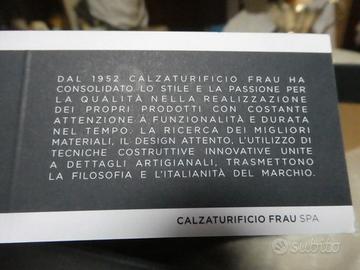 DAL 1952 CALZATURIFICIO FRAU HA
CONSOLIDATO LO STILE E LA PASSIONE PER
LA QUALITÀ NELLA REALIZZAZIONE
DEI PROPRI PRODOTTI CON COSTANTE
ATTENZIONE A FUNZIONALITÀ E DURATA
NEL TEMPO. LA RICERCA DEI MIGLIORI
MATERIALI, IL DESIGN ATTENTO, L'UTILIZZO DI
TECNICHE COSTRUTTIVE INNOVATIVE UNITE
A DETTAGLI ARTIGIANALI, TRASMETTONO
LA FILOSOFIA E L'ITALIANITÀ DEL MARCHIO.
CALZATURIFICIO FRAU SPA
subito